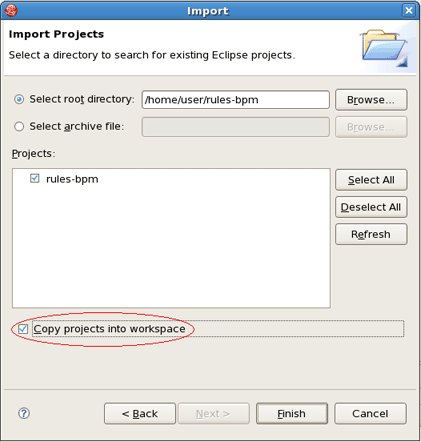 Import
Import Projects
Select a directory to search for existing Eclipse projects.
Select root directory: /home/user/rules-bpm Browse...
Select archive file: Browse...
Projects:
rules-bpm
Select All
Deselect All
Refresh
Copy projects into workspace
? < Back Next > Finish Cancel